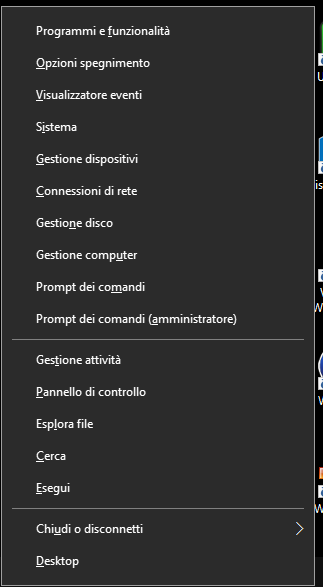 Programmi e funzionalità
Opzioni spegnimento
Visualizzatore eventi
Sistema
Gestione dispositivi
Connessioni di rete
Gestione disco
Gestione computer
Prompt dei comandi
Prompt dei comandi (amministratore)
Gestione attività
Pannello di controllo
Esplora file
Cerca
Esegui
Chiudi o disconnetti
Desktop